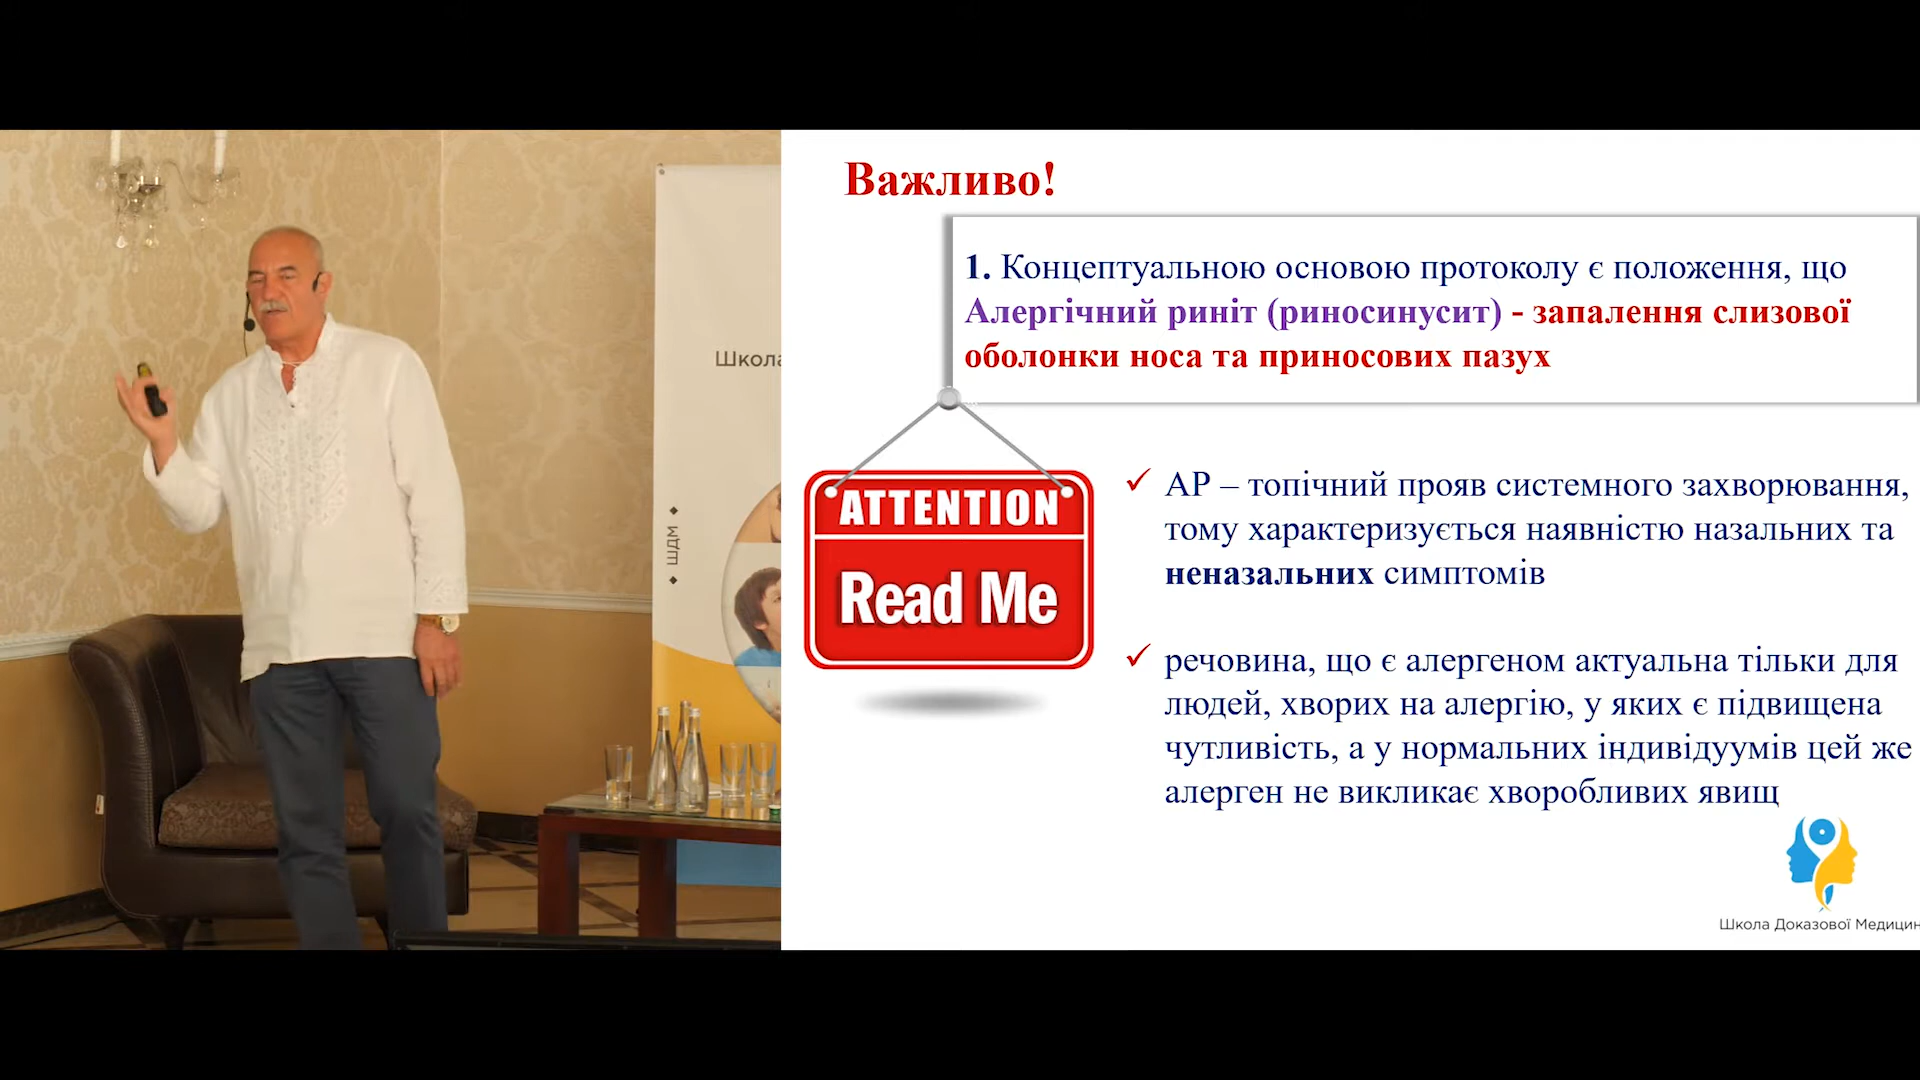 Важливо!
1. Концептуальною основою протоколу є положення, що
Алергічний риніт (риносинусит) - запалення слизової
оболонки носа та приносових пазух
ATTENTION
Read Me
✓ АР – топічний прояв системного захворювання,
тому характеризується наявністю назальних та
неназальних симптомів
✓ речовина, що є алергеном актуальна тільки для
людей, хворих на алергію, у яких є підвищена
чутливість, а у нормальних індивідуумів цей же
алерген не викликає хворобливих явищ
Школа Доказової Медицин
Школа
ШДМ